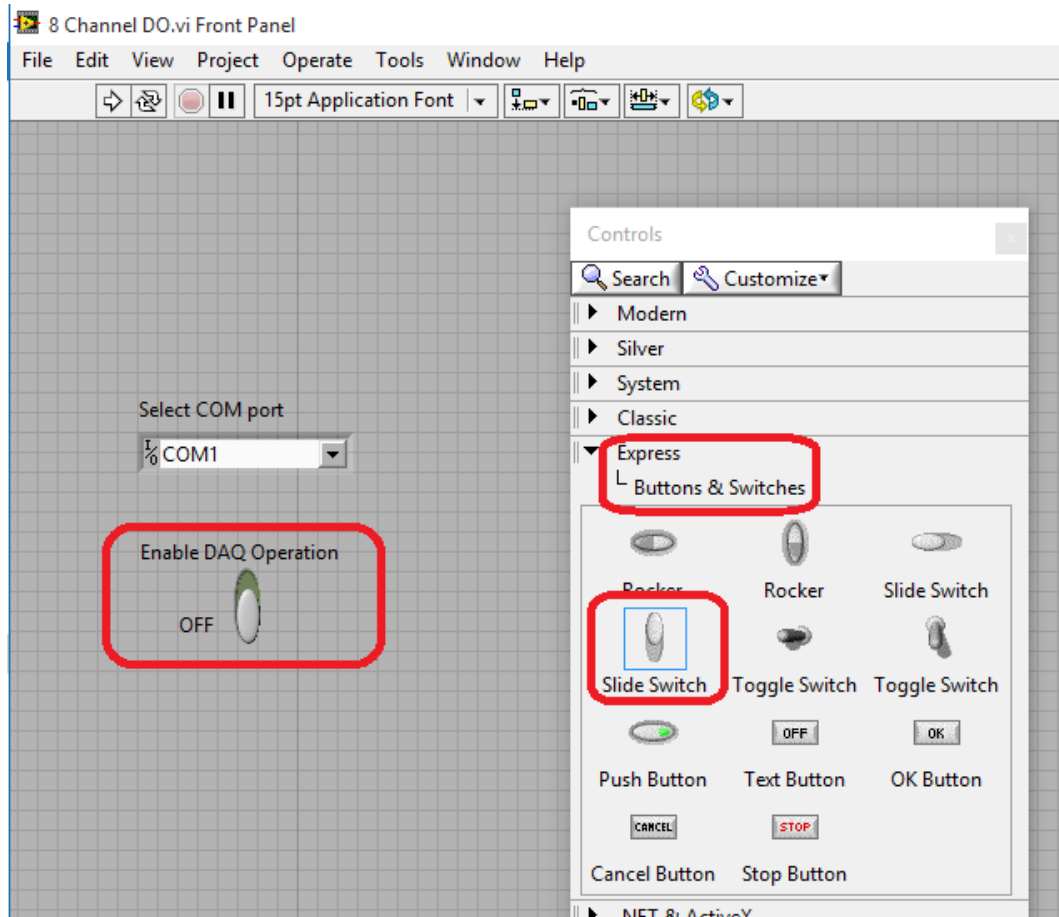 8 Channel DO.vi Front Panel
File Edit View Project Operate Tools Window Help
15pt Application Font
Controls
Search Customize
Modern
Silver
System
Classic
Express
Buttons & Switches
Select COM port
COM1
Enable DAQ Operation
OFF
Rocker Rocker Slide Switch
Slide Switch Toggle Switch Toggle Switch
OFF OK
Push Button Text Button OK Button
CANCEL STOP
Cancel Button Stop Button
.NET & ActiveX